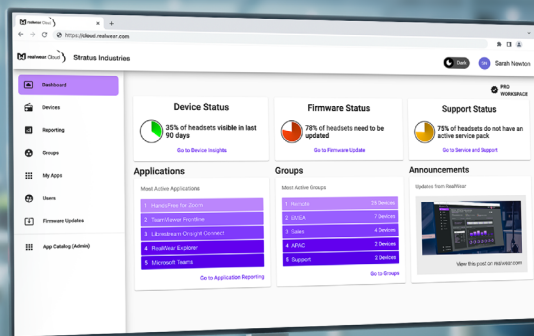 realwear Cloud
https://cloud.realwear.com
realwear Cloud
Stratus Industries
Dark
SN
Sarah Newton
Dashboard
Devices
Reporting
Groups
My Apps
Users
Firmware Updates
App Catalog (Admin)
PRO
WORKSPACE
Device Status
35% of headsets visible in last
90 days
Go to Device Insights
Firmware Status
78% of headsets need to be
updated
Go to Firmware Update
Support Status
75% of headsets do not have an
active service pack
Go to Service and Support
Applications
Most Active Applications
1 HandsFree for Zoom
2 TeamViewer Frontline
3 Librestream Onsight Connect
4 RealWear Explorer
5 Microsoft Teams
Go to Application Reporting
Groups
Most Active Groups
1 Rentals 25 Devices
2 EMEA 7 Devices
3 Sales 4 Devices
4 APAC 2 Devices
5 Support 2 Devices
Go to Groups
Announcements
Updates from RealWear
View this post on realwear.com